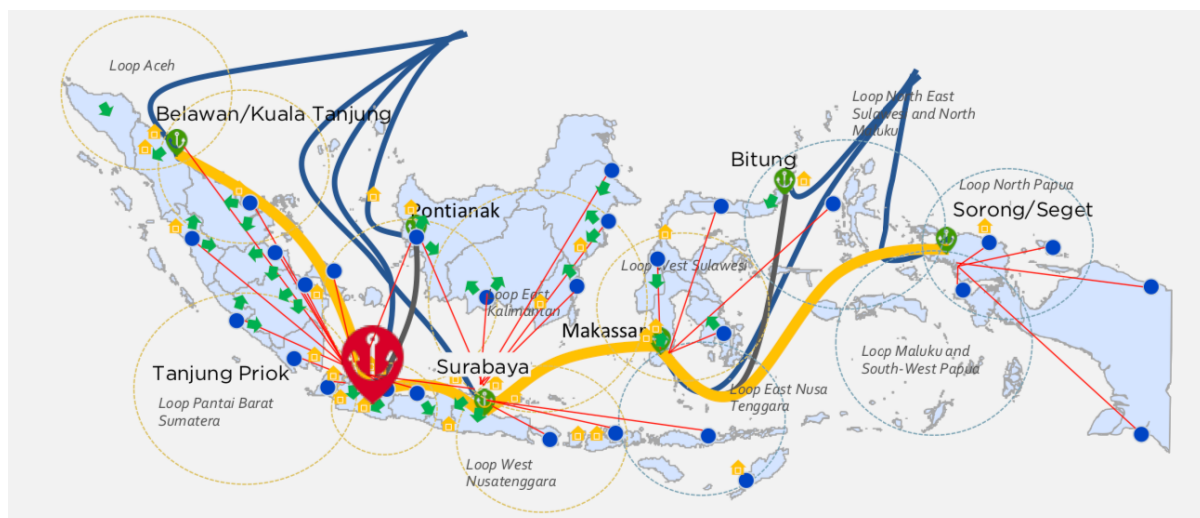 Loop Aceh
Belawan/Kuala Tanjung
Loop North East
Sulawesi and North
Maluku
Bitung
Loop North Papua
Sorong/Seget
Pontianak
Loop West Sulawesi
Loop East
Kalimantan
Makassar
Loop Maluku and
South-West Papua
Tanjung Priok
Surabaya
Loop East Nusa
Tenggara
Loop Pantai Barat
Sumatera
Loop West
Nusatenggara